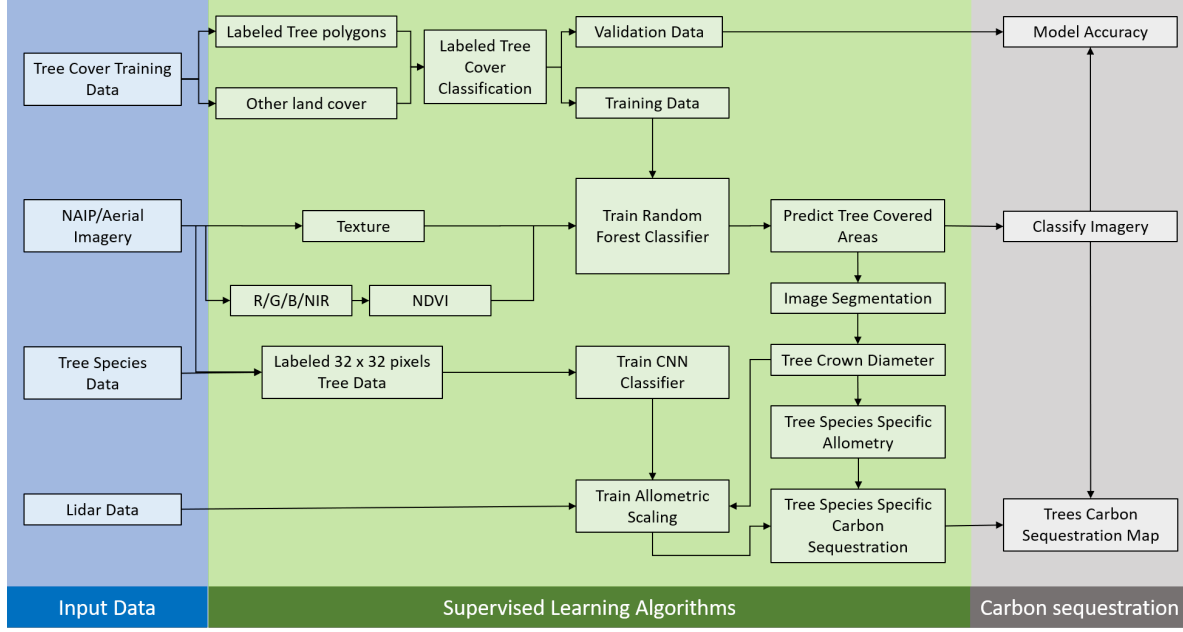 Tree Cover Training
Data
Labeled Tree polygons
Other land cover
Labeled Tree
Cover
Classification
Validation Data
Training Data
Model Accuracy
NAIP/Aerial
Imagery
Texture
R/G/B/NIR
NDVI
Train Random
Forest Classifier
Predict Tree Covered
Areas
Classify Imagery
Image Segmentation
Tree Species
Data
Labeled 32 x 32 pixels
Tree Data
Train CNN
Classifier
Tree Crown Diameter
Tree Species Specific
Allometry
Lidar Data
Train Allometric
Scaling
Tree Species Specific
Carbon
Sequestration
Trees Carbon
Sequestration Map
Input Data
Supervised Learning Algorithms
Carbon sequestration